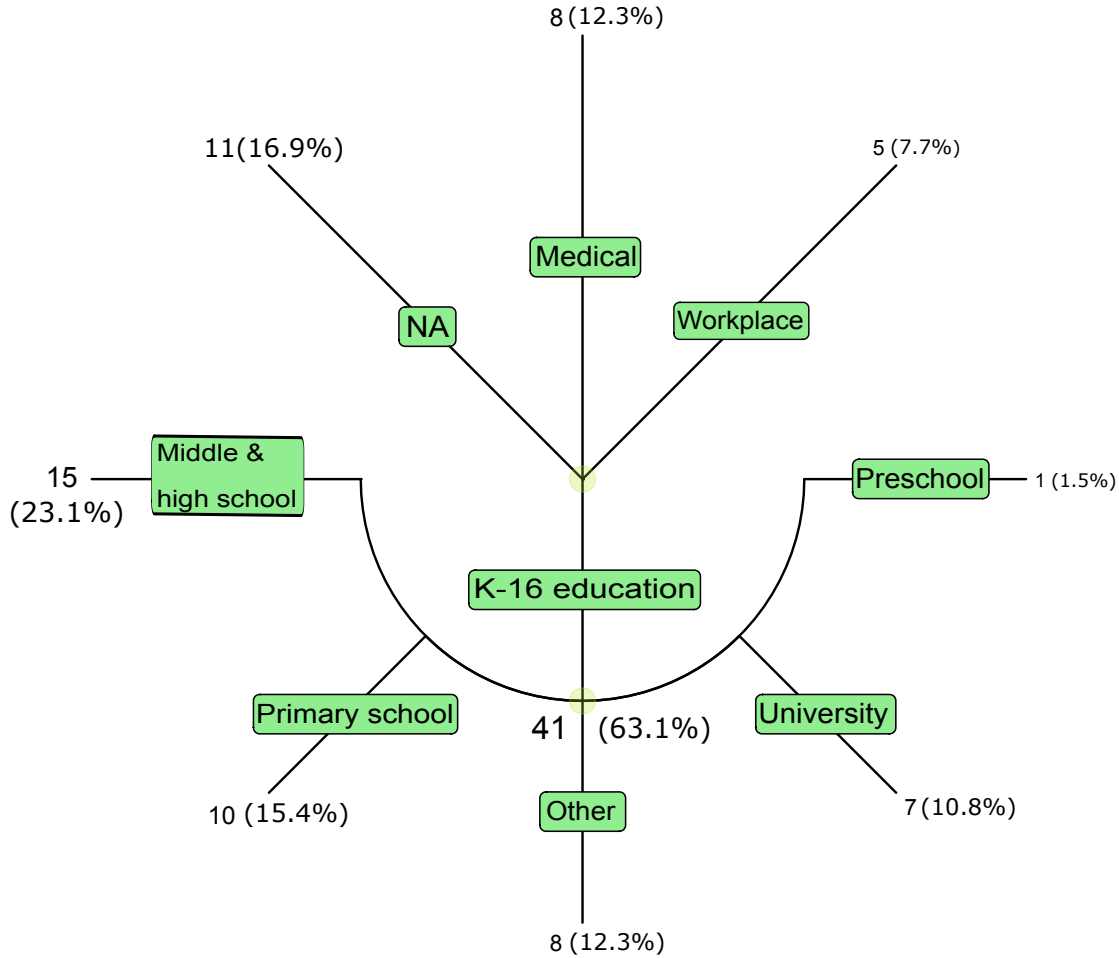 8 (12.3%)
11(16.9%)
5 (7.7%)
Medical
Workplace
NA
Middle &
high school
15
(23.1%)
Preschool
1 (1.5%)
K-16 education
Primary school
University
41 (63.1%)
10 (15.4%)
Other
7(10.8%)
8 (12.3%)